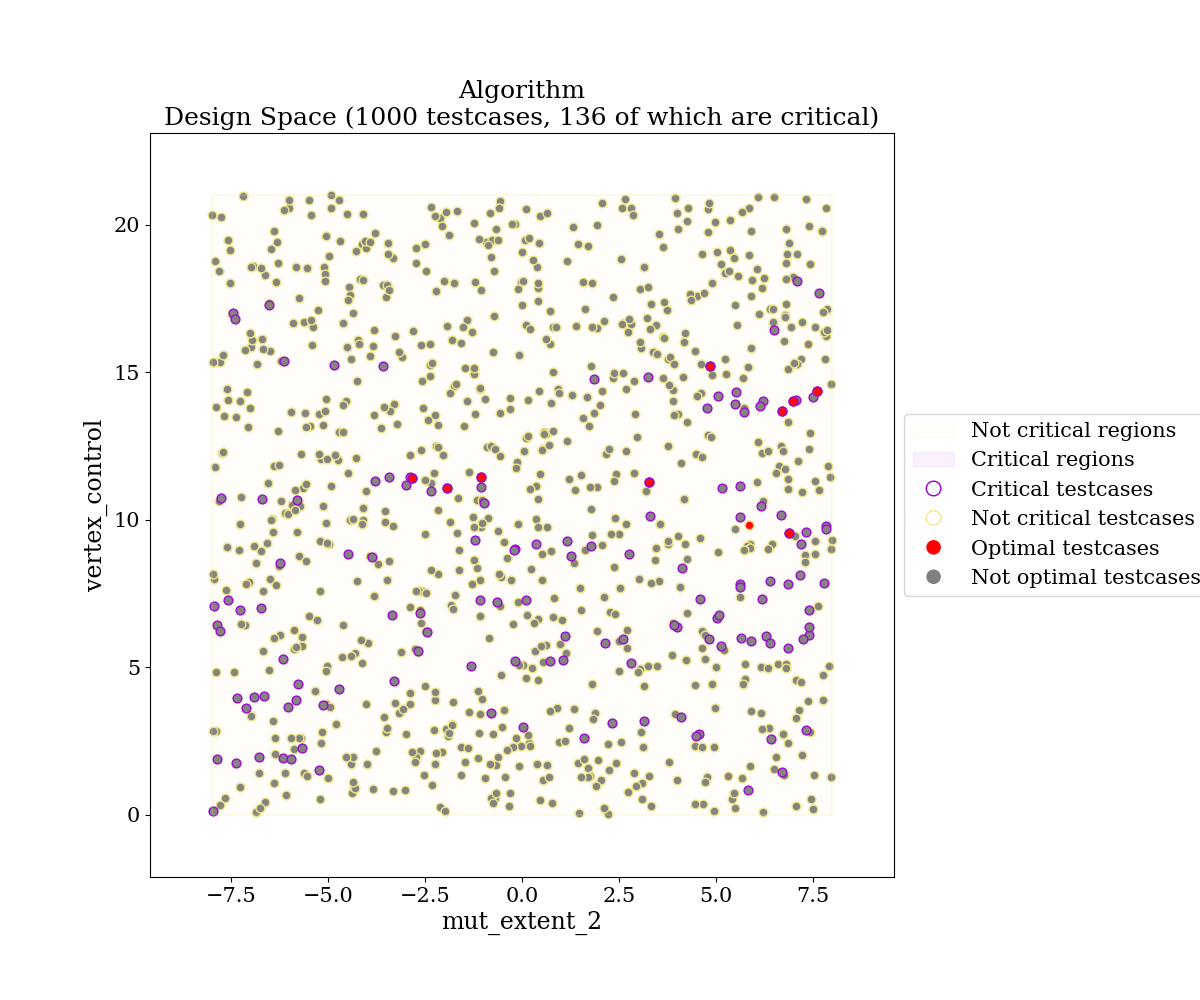 Algorithm
Design Space (1000 testcases, 136 of which are critical)
20
15
10
5
0
vertex_control
−7.5 −5.0 −2.5 0.0 2.5 5.0 7.5
mut_extent_2
Not critical regions
Critical regions
Critical testcases
Not critical testcases
Optimal testcases
Not optimal testcases